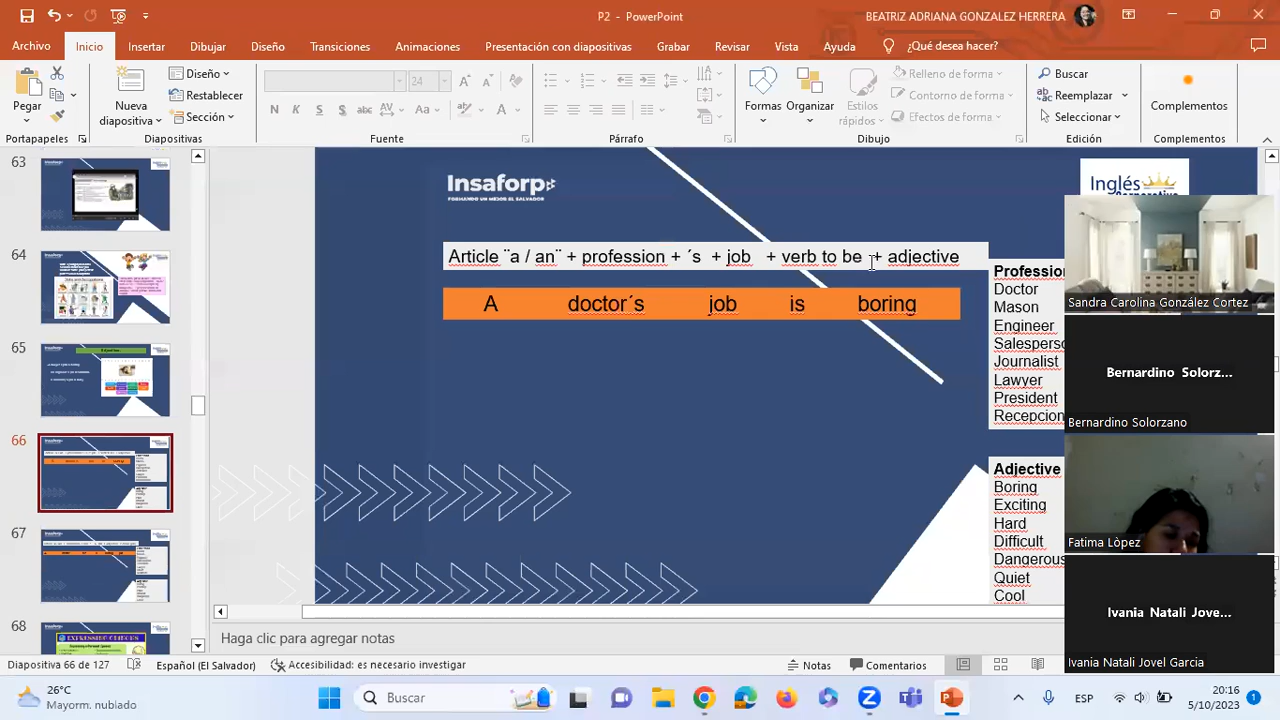 P2 - PowerPoint
BEATRIZ ADRIANA GONZALEZ HERRERA
Archivo Inicio Insertar Dibujar Diseño Transiciones Animaciones Presentación con diapositivas Grabar Revisar Vista Ayuda ¿Qué desea hacer?
Pegar
Nueva diapositiva
Diseño
Restablecer
Sección
24
N K S abc AV Aa A
Formas
Organizar
Estilos rápidos
Relleno de forma
Contorno de forma
Efectos de forma
Buscar
Reemplazar
Seleccionar
Complementos
Portapapeles Diapositivas Fuente Párrafo Dibujo Edición Complementos
63
64
65
66
67
68
EXPRESSING
Insaforp
FORMANDO UN MEJOR EL SALVADOR
Inglés
Article ¨a / an¨ + profession + ´s + job + verb to be + adjective
A doctor´s job is boring
Doctor
Mason
Engineer
Journalist
Lawyer
President
Adjective
Boring
Exciting
Hard
Difficult
Quiet
Cool
Sandra Carolina González Cortez
Bernardino Solorz...
Bernardino Solorzano
Fatima López
Ivania Natali Jove...
Ivania Natali Jovel Garcia
Haga clic para agregar notas
Diapositiva 66 de 127 Español (El Salvador) Accesibilidad: es necesario investigar Notas Comentarios
26°C
Mayorm. nublado
Buscar
ESP
20:16
5/10/2023
1